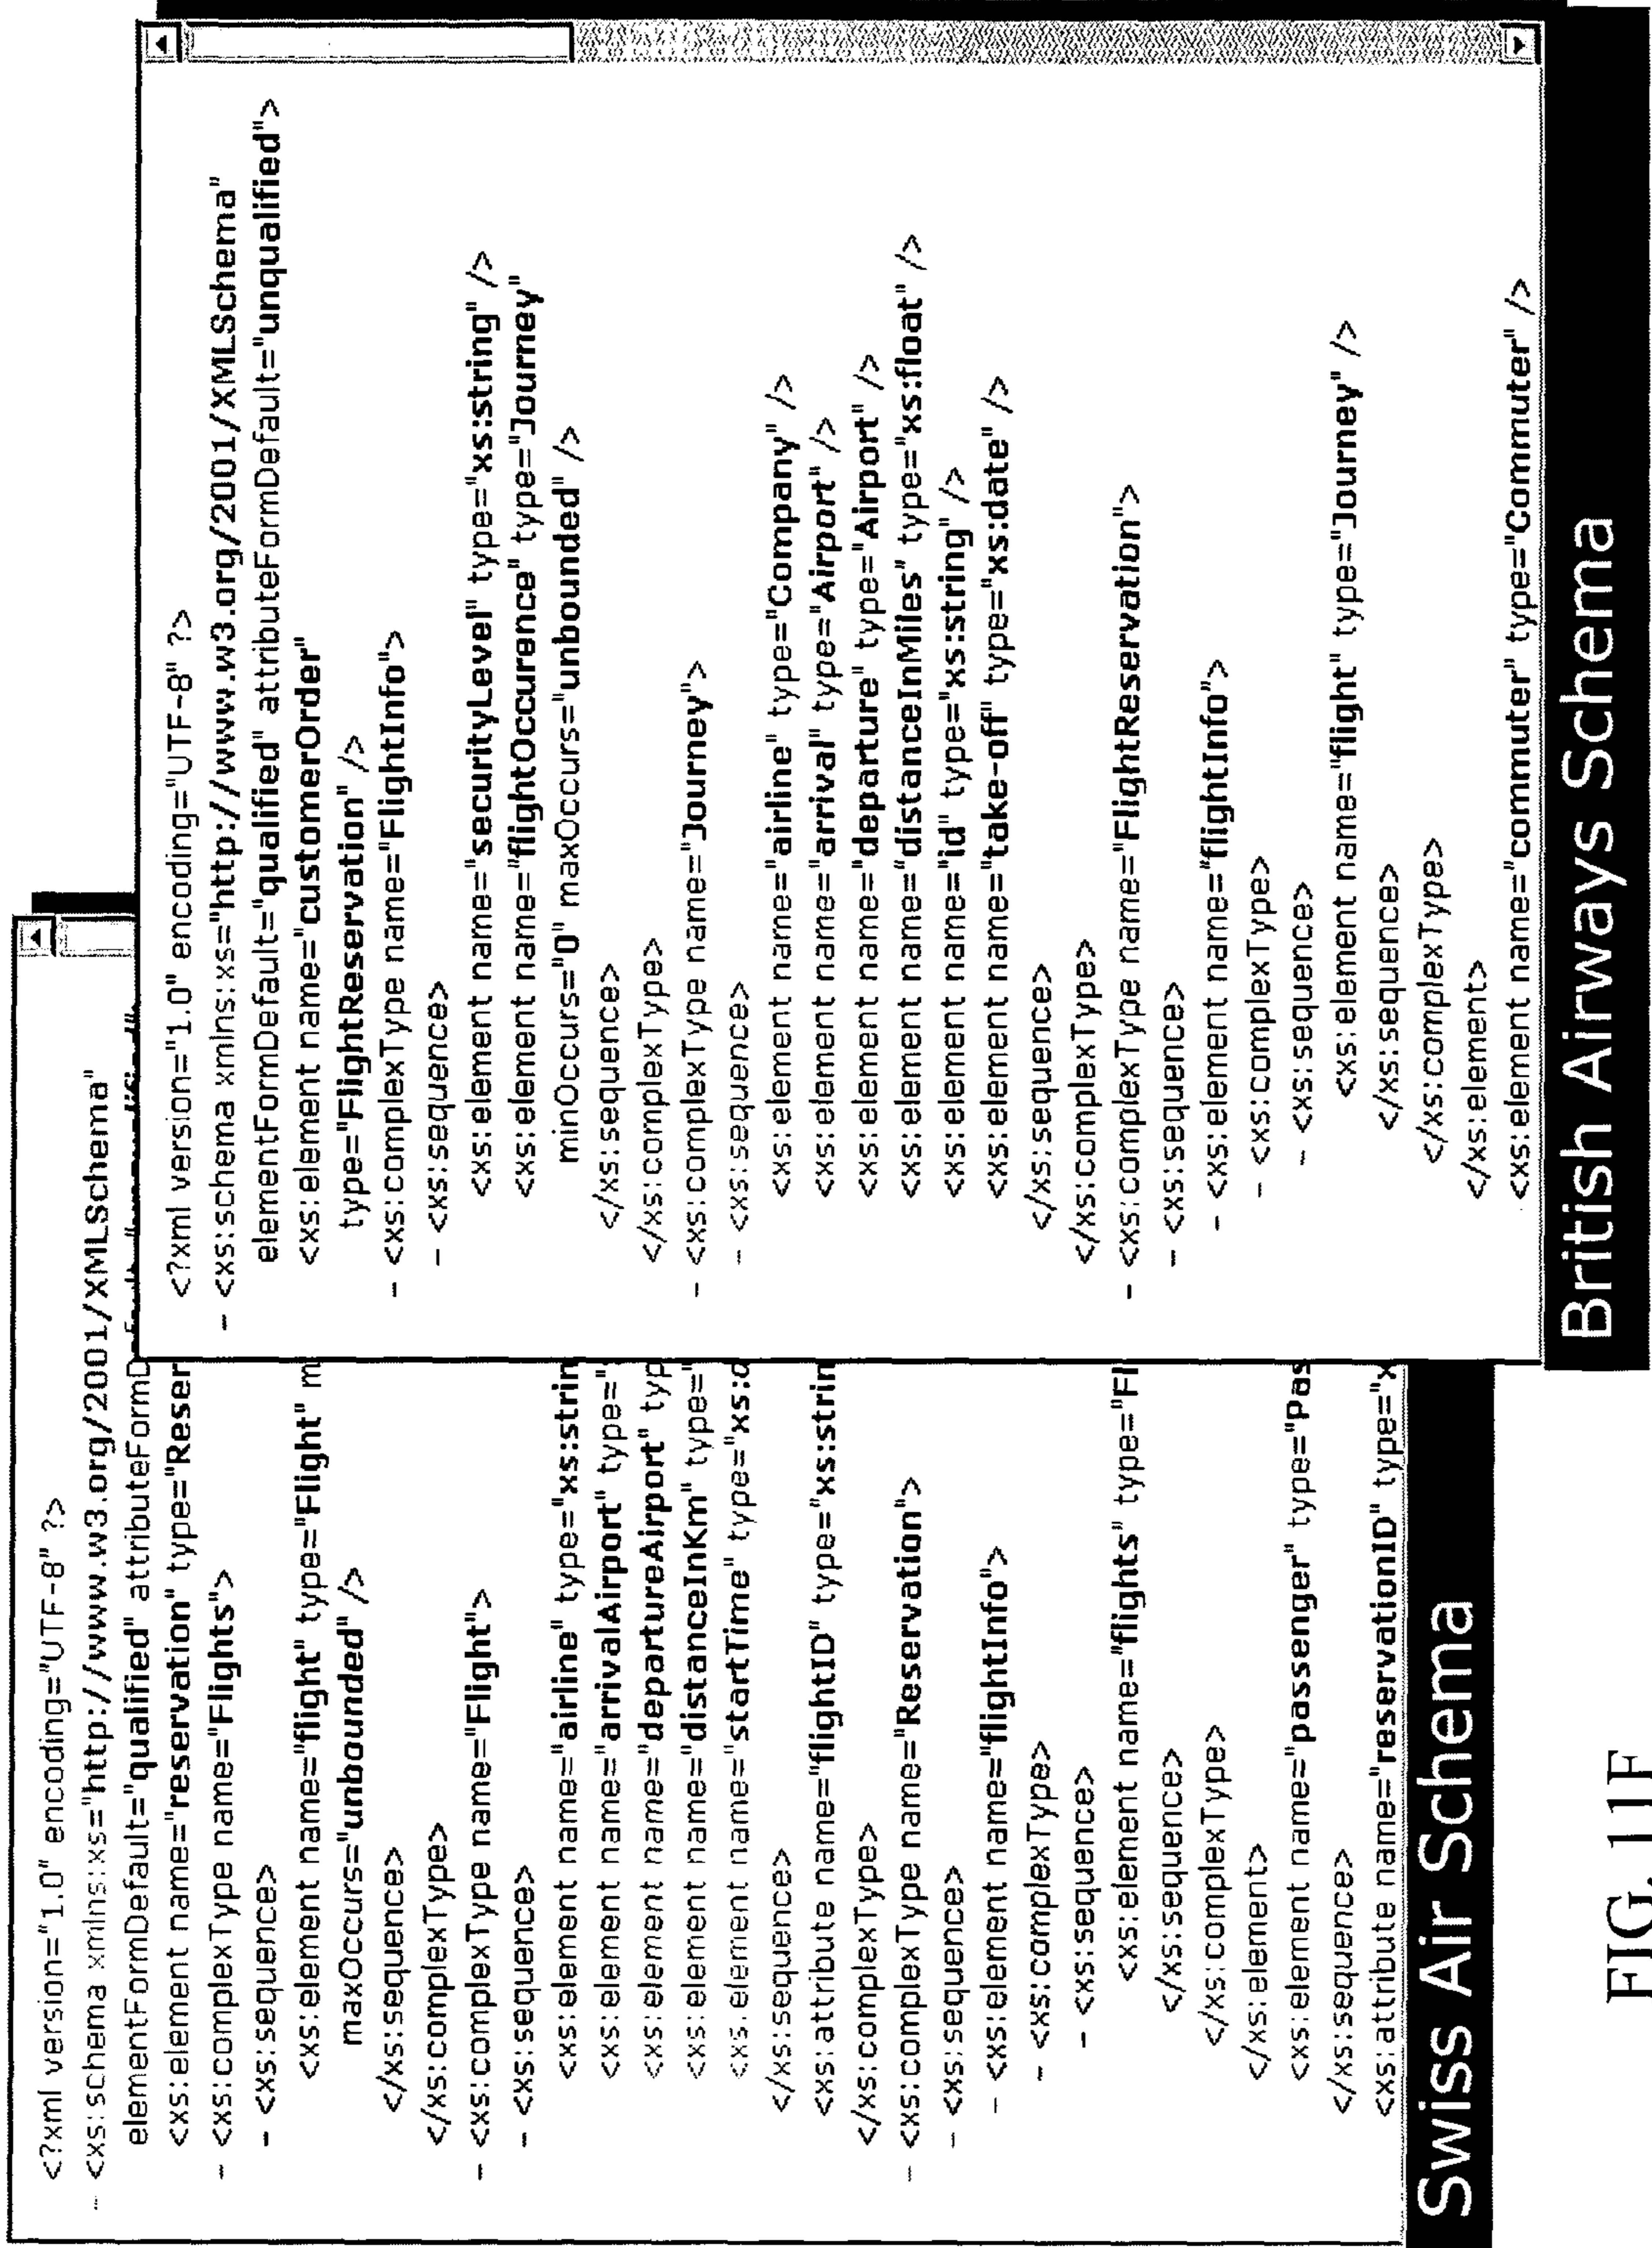 <?xml version="1.0" encoding="UTF-8" ?>
- <xs:schema xmlns:xs="http://www.w3.org/2001/XMLSchema"
elementFormDefault="qualified" attributeFormD
<xs:element name="reservation" type="Reser
- <xs:complexType name="Flights">
- <xs:sequence>
<xs:element name="flight" type="Flight" m
maxOccurs="unbounded" />
</xs:sequence>
</xs:complexType>
- <xs:complexType name="Flight">
- <xs:sequence>
<xs:element name="airline" type="xs:strin
<xs:element name="arrivalAirport" type="
<xs:element name="departureAirport" typ
<xs:element name="distanceInKm" type="
<xs:element name="startTime" type="xs:d
</xs:sequence>
<xs:attribute name="flightID" type="xs:strin
</xs:complexType>
- <xs:complexType name="Reservation">
- <xs:sequence>
- <xs:element name="flightInfo">
- <xs:complexType>
- <xs:sequence>
<xs:element name="flights" type="Fl
</xs:sequence>
</xs:complexType>
</xs:element>
<xs:element name="passenger" type="Pas
</xs:sequence>
<xs:attribute name="reservationID" type="x
Swiss Air Schema
<?xml version="1.0" encoding="UTF-8" ?>
- <xs:schema xmlns:xs="http://www.w3.org/2001/XMLSchema"
elementFormDefault="qualified" attributeFormDefault="unqualified">
<xs:element name="customerOrder"
type="FlightReservation" />
- <xs:complexType name="FlightInfo">
- <xs:sequence>
<xs:element name="securityLevel" type="xs:string" />
<xs:element name="flightOccurence" type="Journey"
minOccurs="0" maxOccurs="unbounded" />
</xs:sequence>
</xs:complexType>
- <xs:complexType name="Journey">
- <xs:sequence>
<xs:element name="airline" type="Company" />
<xs:element name="arrival" type="Airport" />
<xs:element name="departure" type="Airport" />
<xs:element name="distanceInMiles" type="xs:float" />
<xs:element name="id" type="xs:string" />
<xs:element name="take-off" type="xs:date" />
</xs:sequence>
</xs:complexType>
- <xs:complexType name="FlightReservation">
- <xs:sequence>
- <xs:element name="flightInfo">
- <xs:complexType>
- <xs:sequence>
<xs:element name="flight" type="Journey" />
</xs:sequence>
</xs:complexType>
</xs:element>
<xs:element name="commuter" type="Commuter" />
British Airways Schema
FIG. 11F